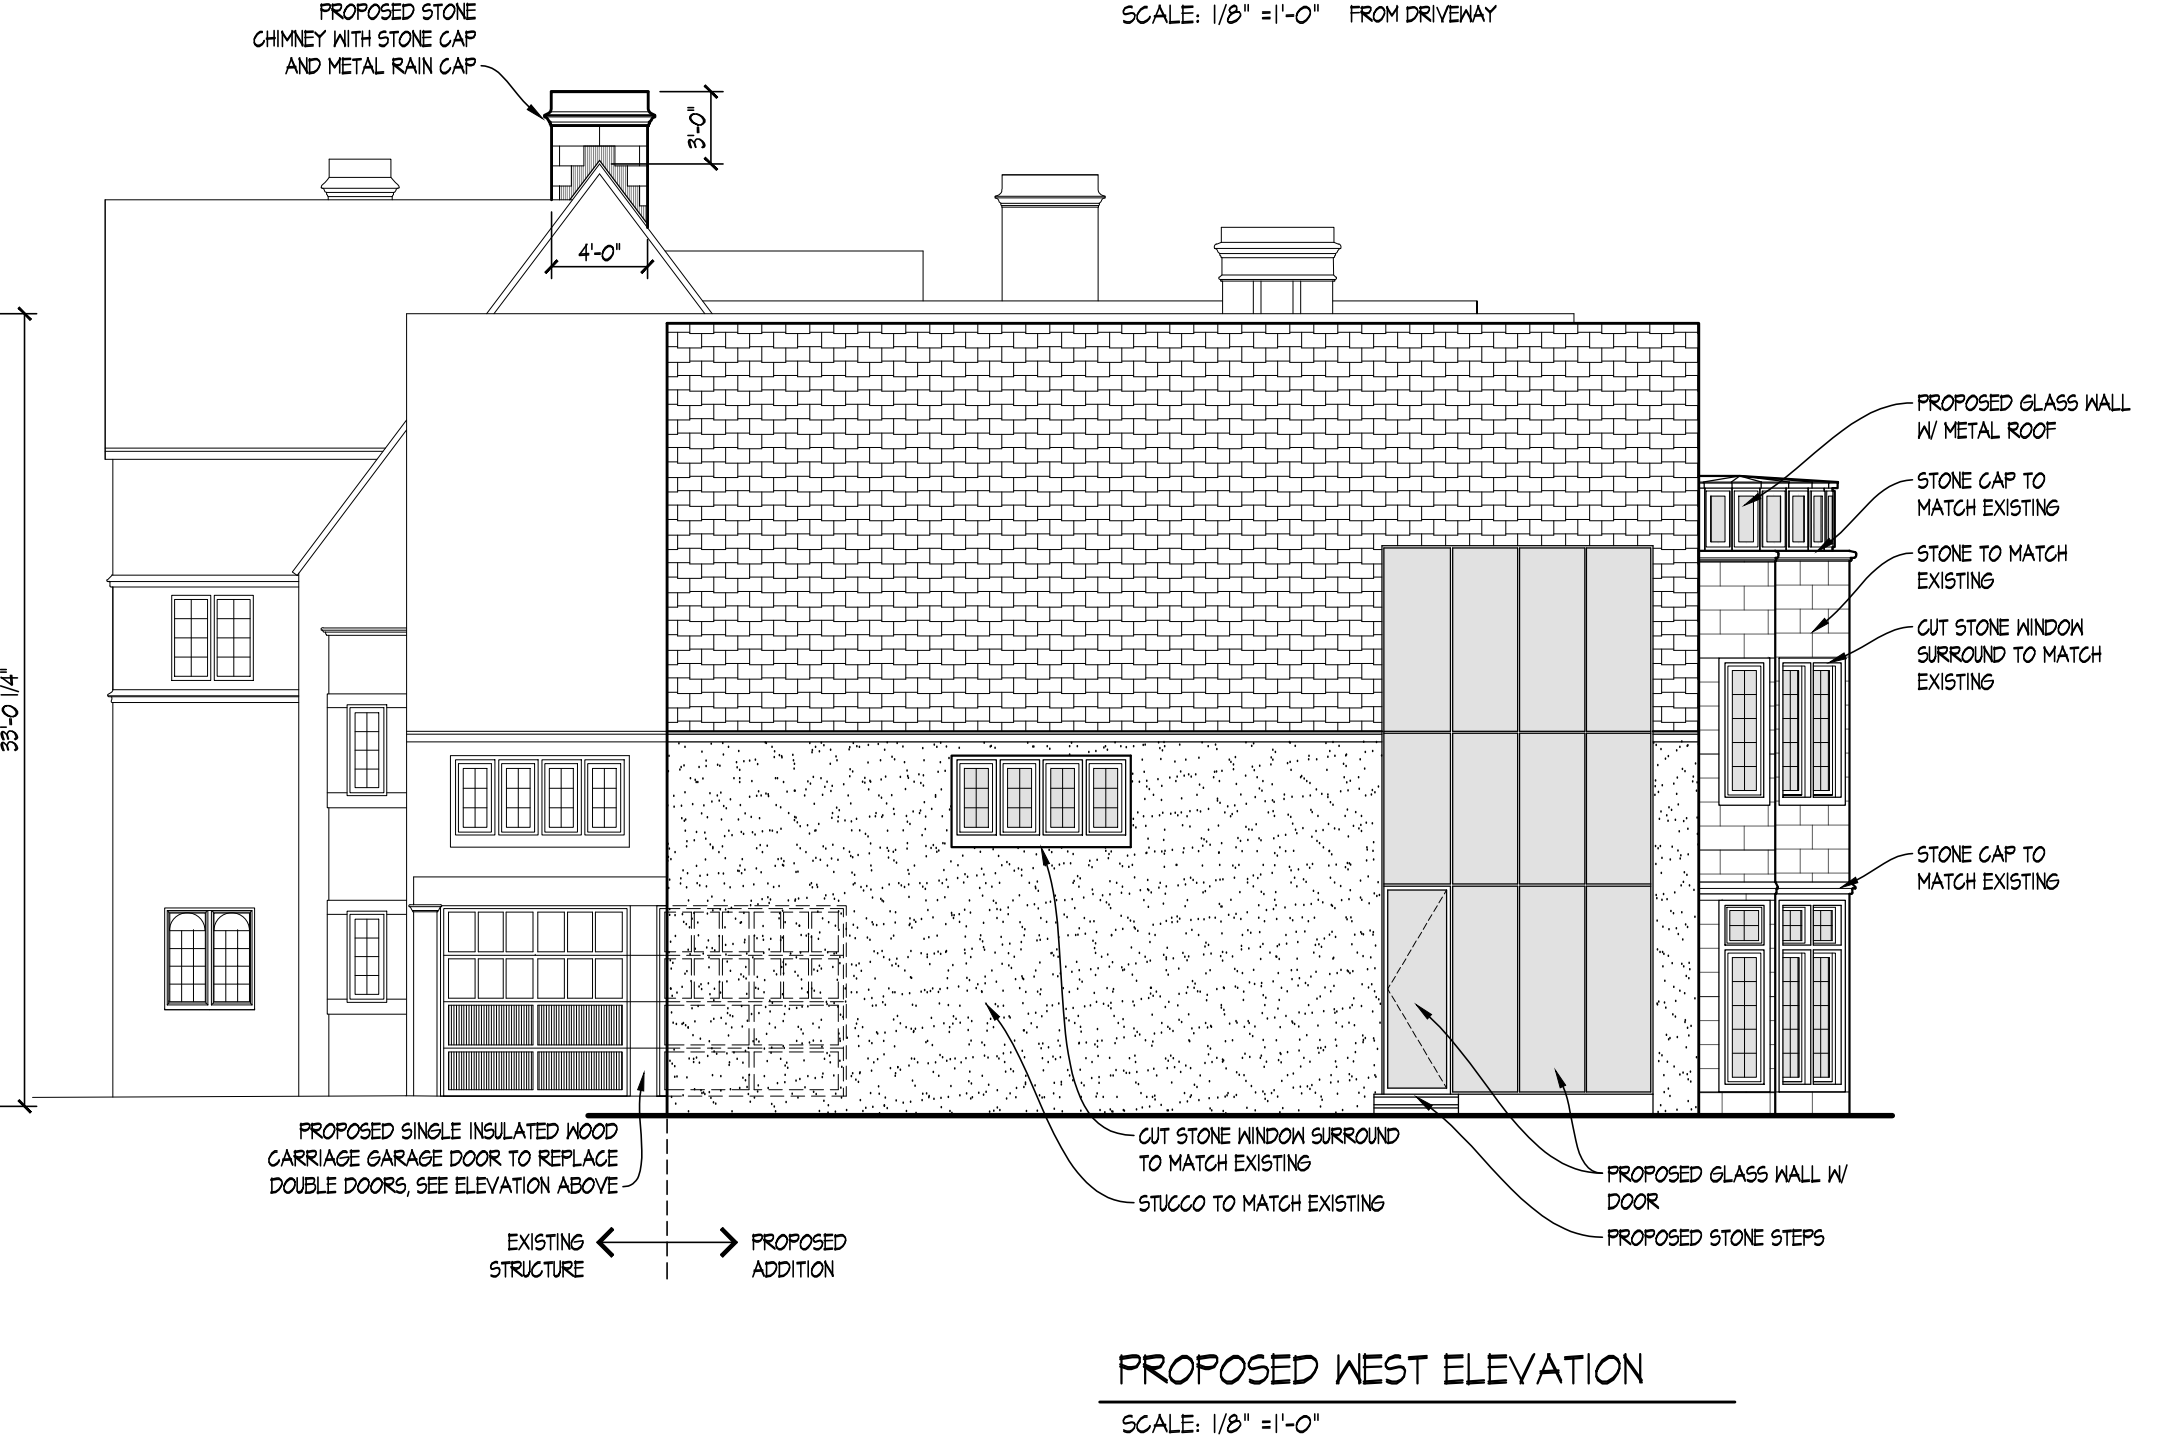 PROPOSED STONE
CHIMNEY WITH STONE CAP
AND METAL RAIN CAP
SCALE: 1/8" =1'-0" FROM DRIVEWAY
3'-0"
4'-0"
33'-0 1/4"
PROPOSED GLASS WALL
W/ METAL ROOF
STONE CAP TO
MATCH EXISTING
STONE TO MATCH
EXISTING
CUT STONE WINDOW
SURROUND TO MATCH
EXISTING
STONE CAP TO
MATCH EXISTING
PROPOSED SINGLE INSULATED WOOD
CARRIAGE GARAGE DOOR TO REPLACE
DOUBLE DOORS, SEE ELEVATION ABOVE
CUT STONE WINDOW SURROUND
TO MATCH EXISTING
STUCCO TO MATCH EXISTING
PROPOSED GLASS WALL W/
DOOR
PROPOSED STONE STEPS
EXISTING
STRUCTURE
PROPOSED
ADDITION
PROPOSED WEST ELEVATION
SCALE: 1/8" =1'-0"